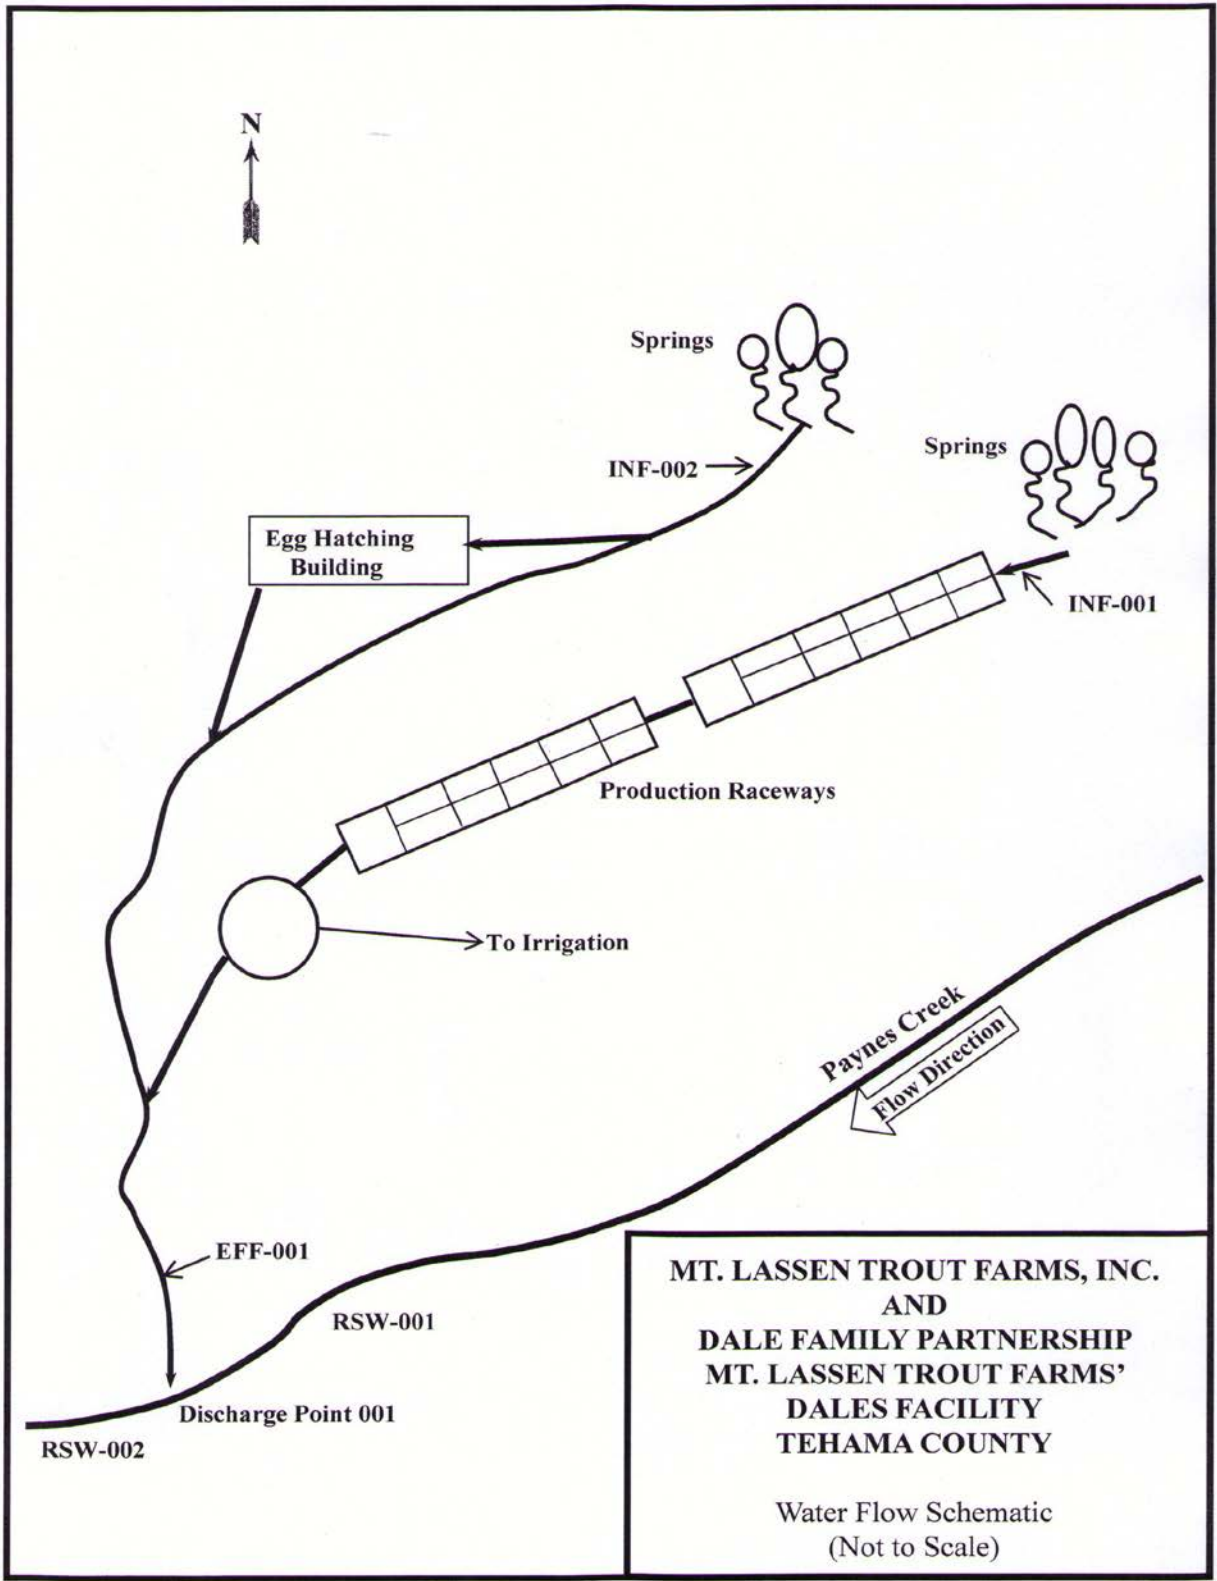 N
Springs
Springs
INF-002
Egg Hatching
Building
INF-001
Production Raceways
To Irrigation
Paynes Creek
Flow Direction
EFF-001
RSW-001
Discharge Point 001
RSW-002
MT. LASSEN TROUT FARMS, INC.
AND
DALE FAMILY PARTNERSHIP
MT. LASSEN TROUT FARMS’
DALES FACILITY
TEHAMA COUNTY
Water Flow Schematic
(Not to Scale)